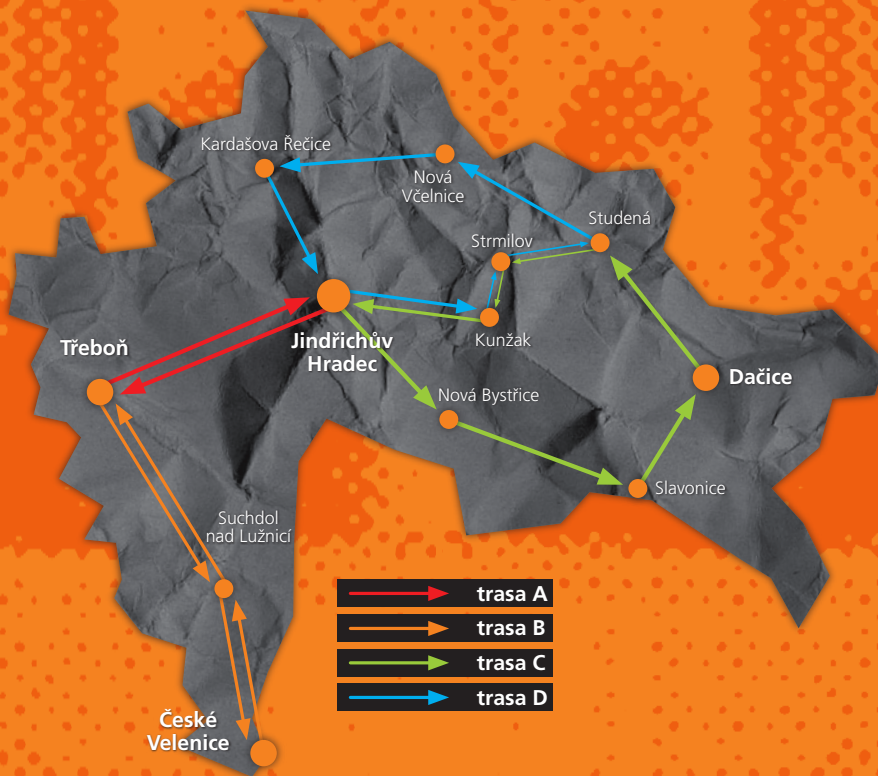 Kardašova Řečice
Nová
Včelnice
Studená
Strmilov
Kunžak
Jindřichův
Hradec
Třeboň
Dačice
Nová Bystřice
Slavonice
Suchdol
nad Lužnicí
České
Velenice
trasa A
trasa B
trasa C
trasa D